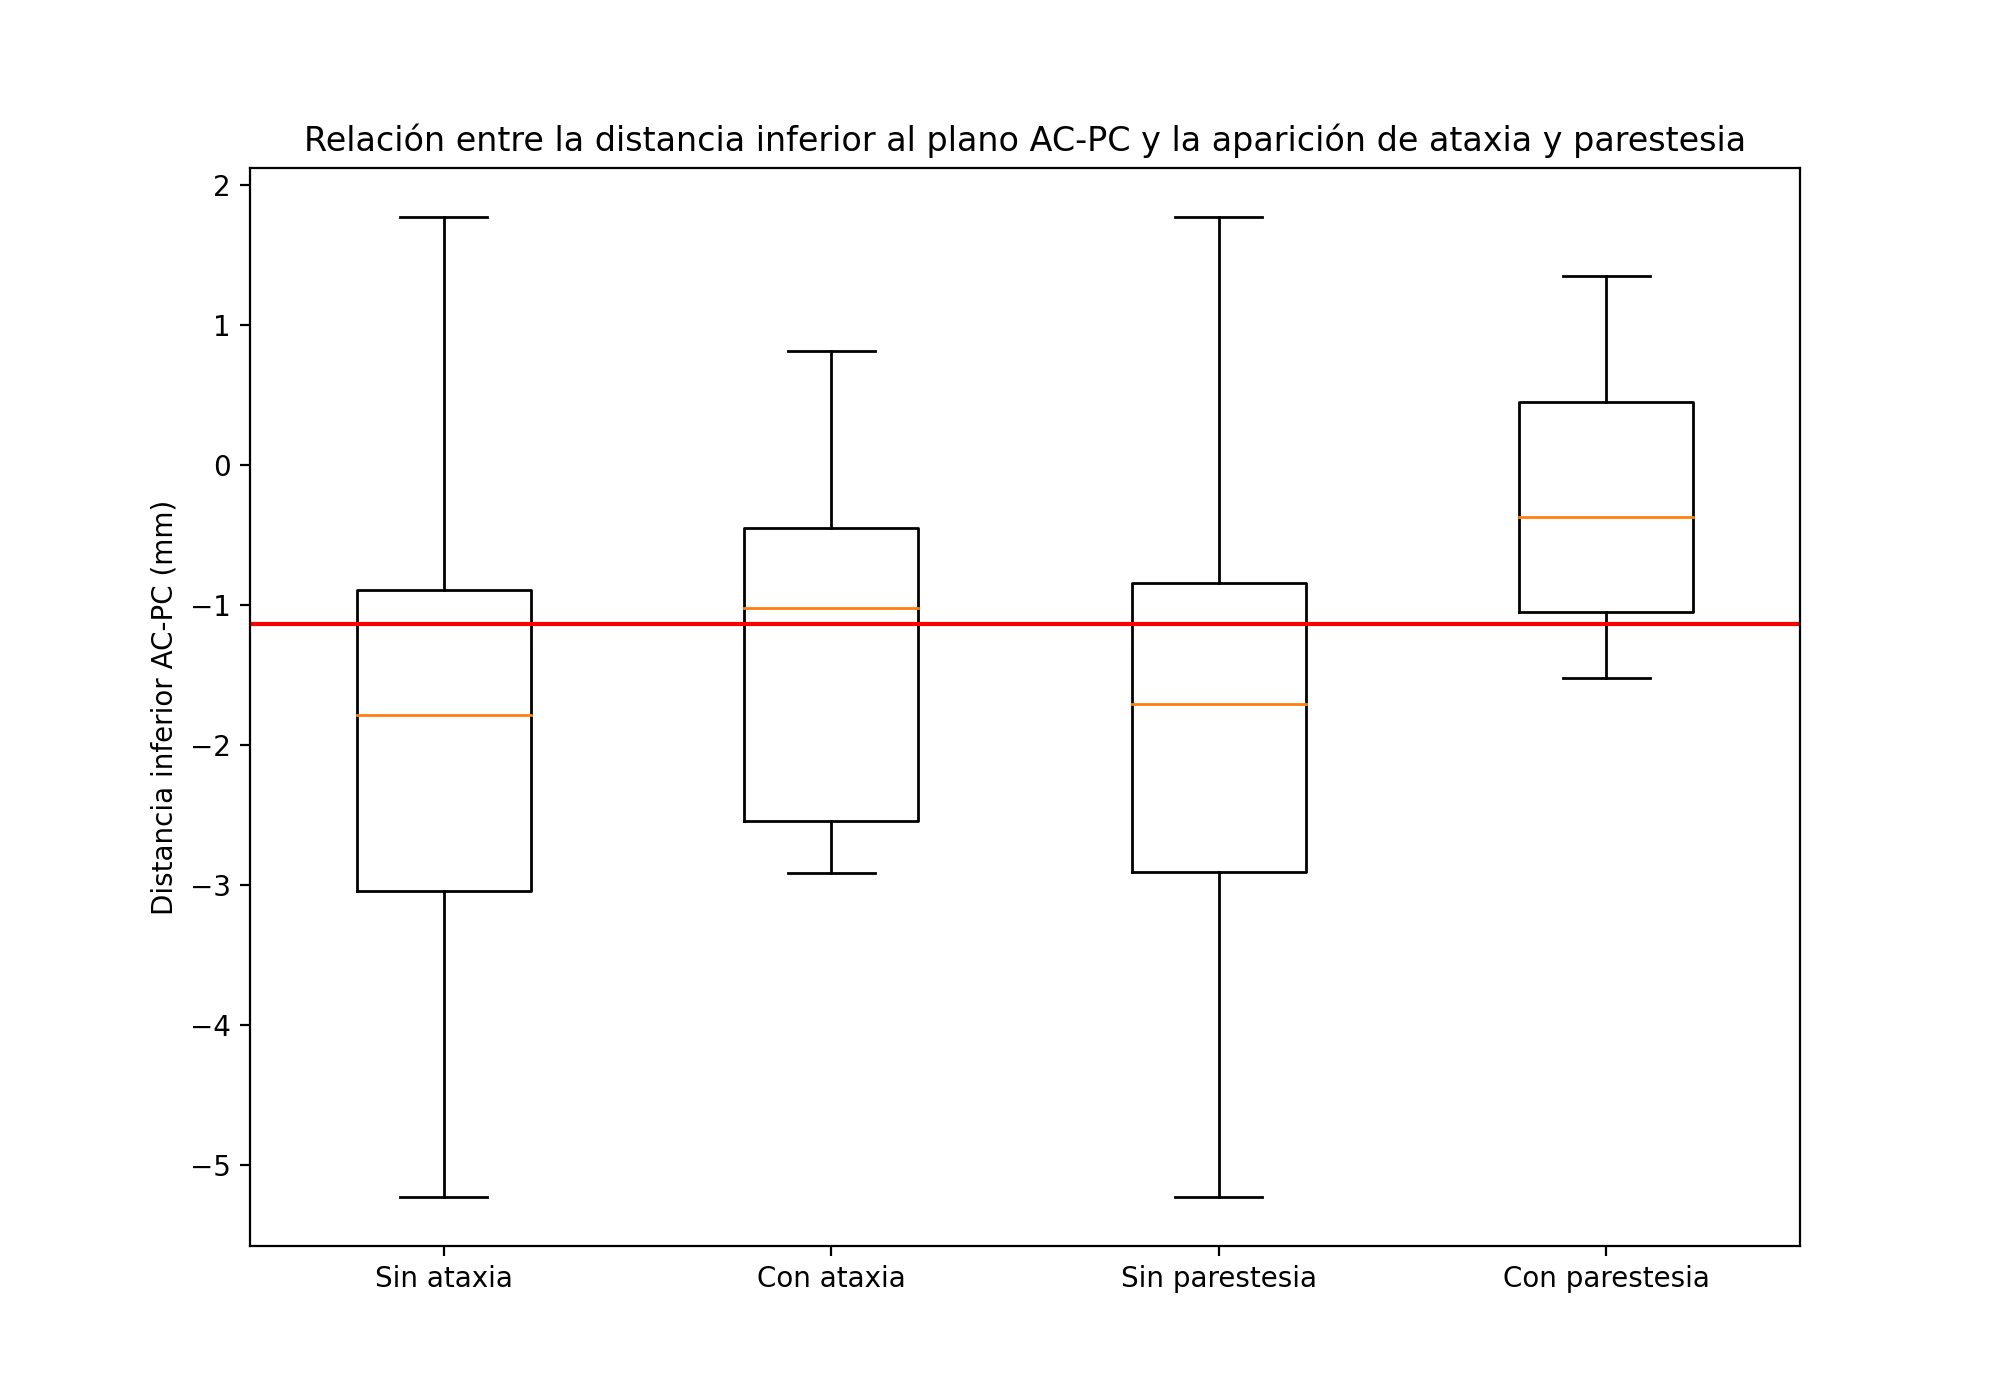 Relación entre la distancia inferior al plano AC-PC y la aparición de ataxia y parestesia
Distancia inferior AC-PC (mm)
2
1
0
−1
−2
−3
−4
−5
Sin ataxia
Con ataxia
Sin parestesia
Con parestesia